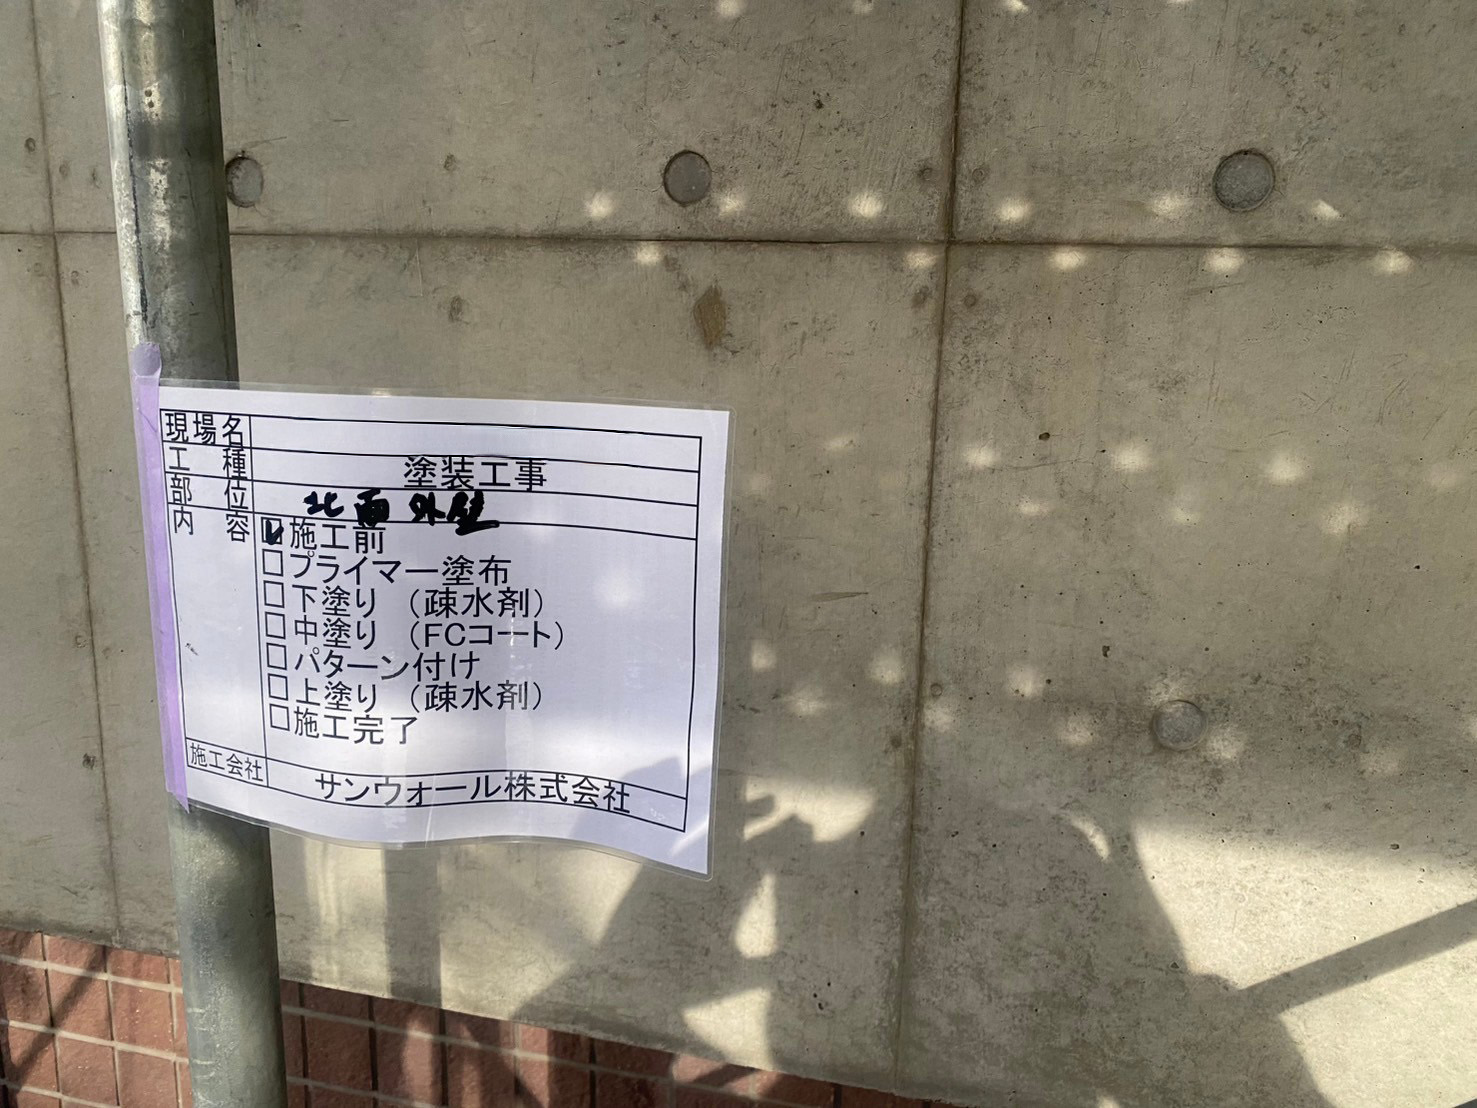 現場名
工種 塗装工事
部位 北面外壁
内容 施工前
プライマー塗布
下塗り （疎水剤）
中塗り （FCコート）
パターン付け
上塗り （疎水剤）
施工完了
施工会社 サンウォール株式会社